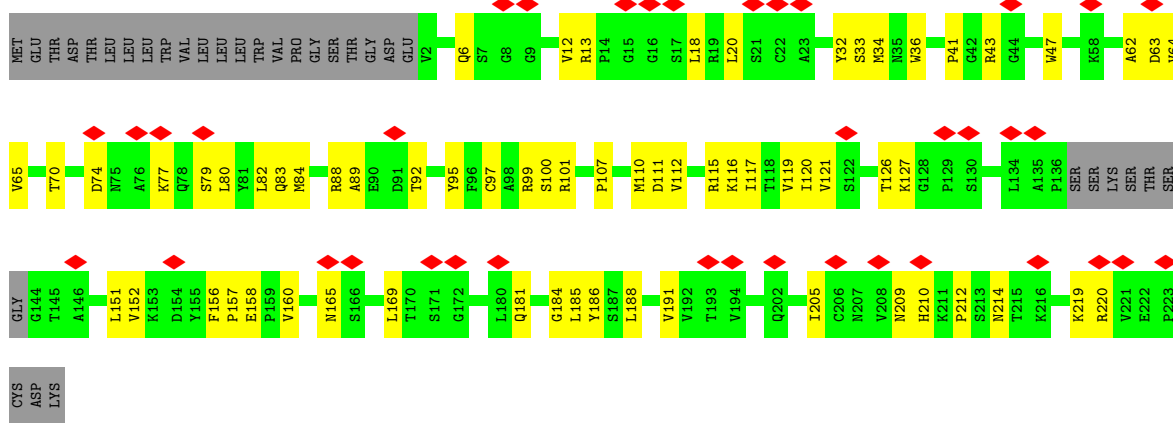 MET GLU THR ASP THR LEU LEU LEU TRP VAL LEU LEU LEU TRP VAL PRO GLY SER THR GLY ASP GLU V2 Q6 S7 G8 G9 V12 R13 P14 G15 G16 S17 L18 R19 L20 S21 C22 A23 Y32 S33 M34 N35 W36 P41 G42 R43 G44 W47 K58 A62 D63 V64
V65 T70 D74 N75 A76 K77 Q78 S79 L80 Y81 L82 Q83 M84 R88 A89 E90 D91 T92 Y95 F96 C97 A98 R99 S100 R101 P107 M110 D111 V112 R115 K116 I117 T118 V119 I120 V121 S122 T126 K127 G128 P129 S130 L134 A135 P136 SER SER LYS SER THR SER
GLY G144 T145 A146 L151 V152 K153 D154 Y155 F156 P157 E158 P159 V160 N165 S166 L169 T170 S171 G172 L180 Q181 G184 L185 Y186 S187 L188 V191 V192 T193 V194 Q202 I205 C206 N207 V208 N209 H210 K211 P212 S213 N214 T215 K216 K219 R220 V221 E222 P223
CYS ASP LYS